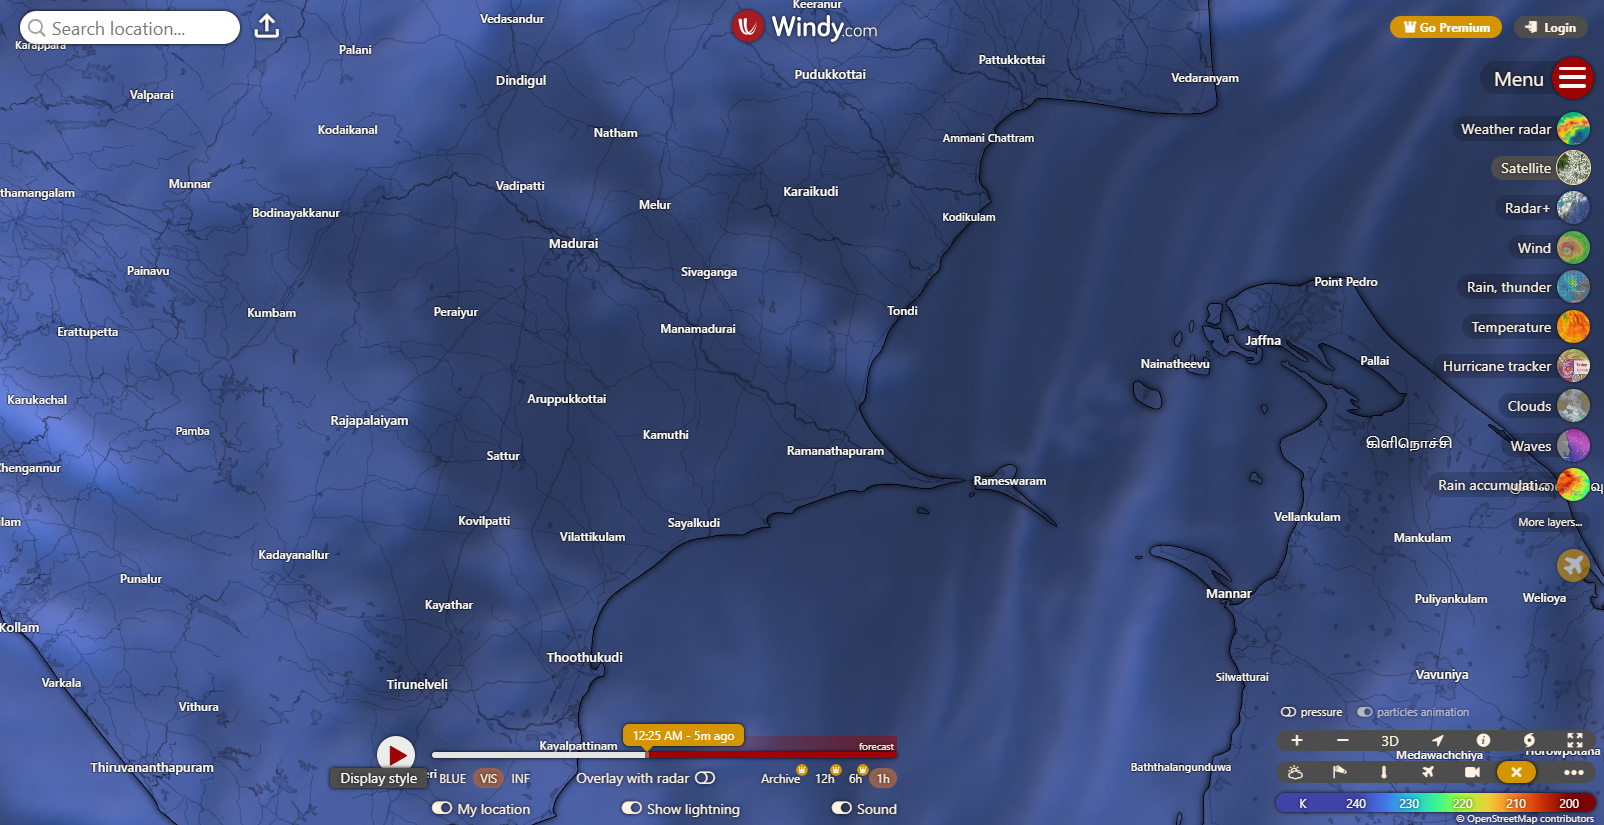 Search location...
Windy.com
Go Premium
Login
Menu
Weather radar
Satellite
Radar+
Wind
Rain, thunder
Temperature
Hurricane tracker
Clouds
Waves
Rain accumulati
More layers...
Keeranur
Vedasandur
Karappara
Palani
Pattukkottai
Pudukkottai
Vedaranyam
Dindigul
Valparai
Kodaikanal
Natham
Ammani Chattram
Munnar
Vadipatti
Karaikudi
thamangalam
Melur
Bodinayakkanur
Kodikulam
Madurai
Painavu
Sivaganga
Point Pedro
Kumbam
Peraiyur
Tondi
Erattupetta
Manamadurai
Jaffna
Nainatheevu
Pallai
Karukachal
Aruppukkottai
Rajapalaiyam
Pamba
Kamuthi
கிளிநொச்சி
Ramanathapuram
Sattur
Chengannur
Rameswaram
lam
Kovilpatti
Sayalkudi
Vellankulam
Vilattikulam
Mankulam
Kadayanallur
Punalur
Mannar
Puliyankulam
Welioya
Kayathar
Kollam
Thoothukudi
Varkala
Tirunelveli
Silwatturai
Vavuniya
Vithura
Kayalpattinam
Thiruvananthapuram
Baththalangunduwa
Medawachchiya
Horowpotana
12:25 AM - 5m ago
forecast
Display style
eri
BLUE
VIS
INF
Overlay with radar
Archive
12h
6h
1h
My location
Show lightning
Sound
pressure
particles animation
+
−
3D
K 240 230 220 210 200
© OpenStreetMap contributors